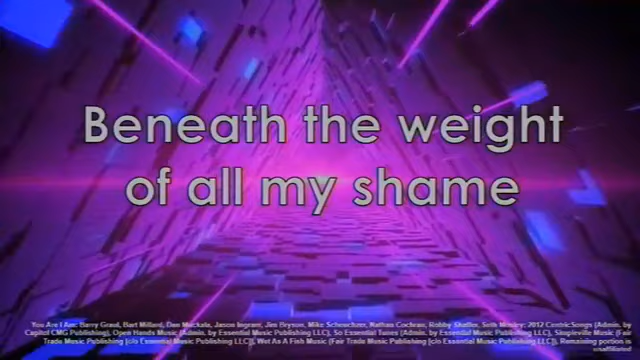 Beneath the weight
of all my shame
You Are I Am: Barry Graul, Bart Millard, Dan Muckala, Jason Ingram, Jim Bryson, Mike Scheuchzer, Nathan Cochran, Robby Shaffer, Seth Mosley; 2012 CentricSongs (Admin. by
Capitol CMG Publishing), Open Hands Music (Admin. by Essential Music Publishing LLC), So Essential Tunes (Admin. by Essential Music Publishing LLC), Simpleville Music (Fair
Trade Music Publishing [c/o Essential Music Publishing LLC]), Wet As A Fish Music (Fair Trade Music Publishing [c/o Essential Music Publishing LLC]), Remaining portion is
unaffiliated